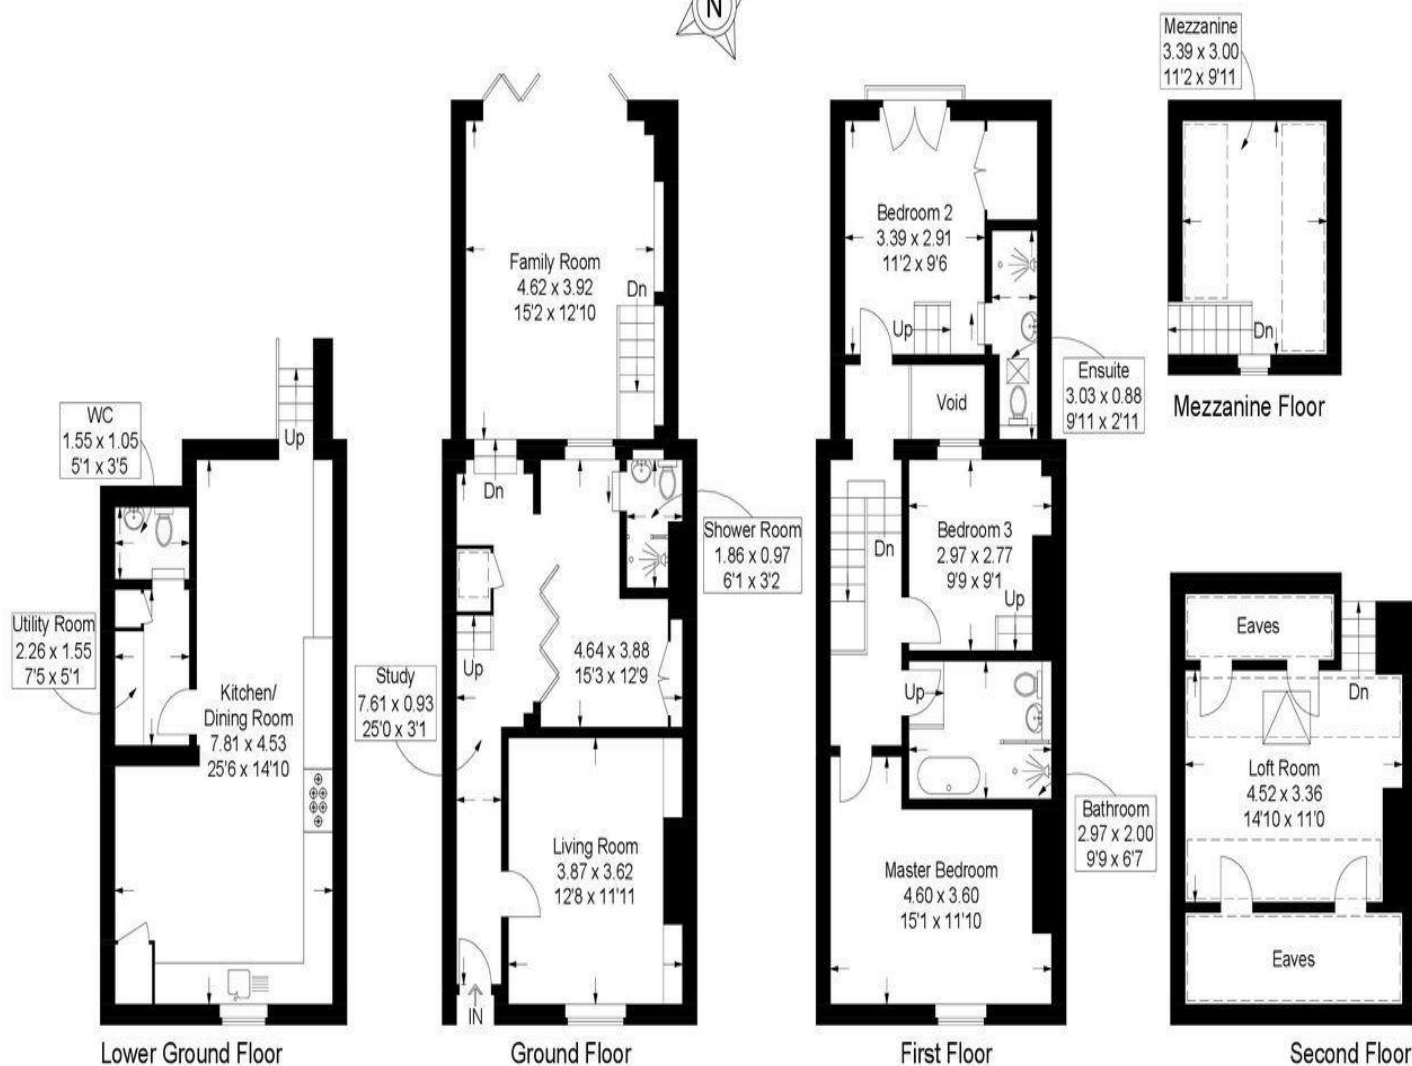 N
Mezzanine
3.39 x 3.00
11'2 x 9'11
Dn
Mezzanine Floor
WC
1.55 x 1.05
5'1 x 3'5
Up
Utility Room
2.26 x 1.55
7'5 x 5'1
Kitchen/
Dining Room
7.81 x 4.53
25'6 x 14'10
Lower Ground Floor
Family Room
4.62 x 3.92
15'2 x 12'10
Dn
Dn
Shower Room
1.86 x 0.97
6'1 x 3'2
Up
4.64 x 3.88
15'3 x 12'9
Study
7.61 x 0.93
25'0 x 3'1
Living Room
3.87 x 3.62
12'8 x 11'11
IN
Ground Floor
Bedroom 2
3.39 x 2.91
11'2 x 9'6
Up
Ensuite
3.03 x 0.88
9'11 x 2'11
Void
Dn
Bedroom 3
2.97 x 2.77
9'9 x 9'1
Up
Up
Bathroom
2.97 x 2.00
9'9 x 6'7
Master Bedroom
4.60 x 3.60
15'1 x 11'10
First Floor
Eaves
Dn
Loft Room
4.52 x 3.36
14'10 x 11'0
Eaves
Second Floor